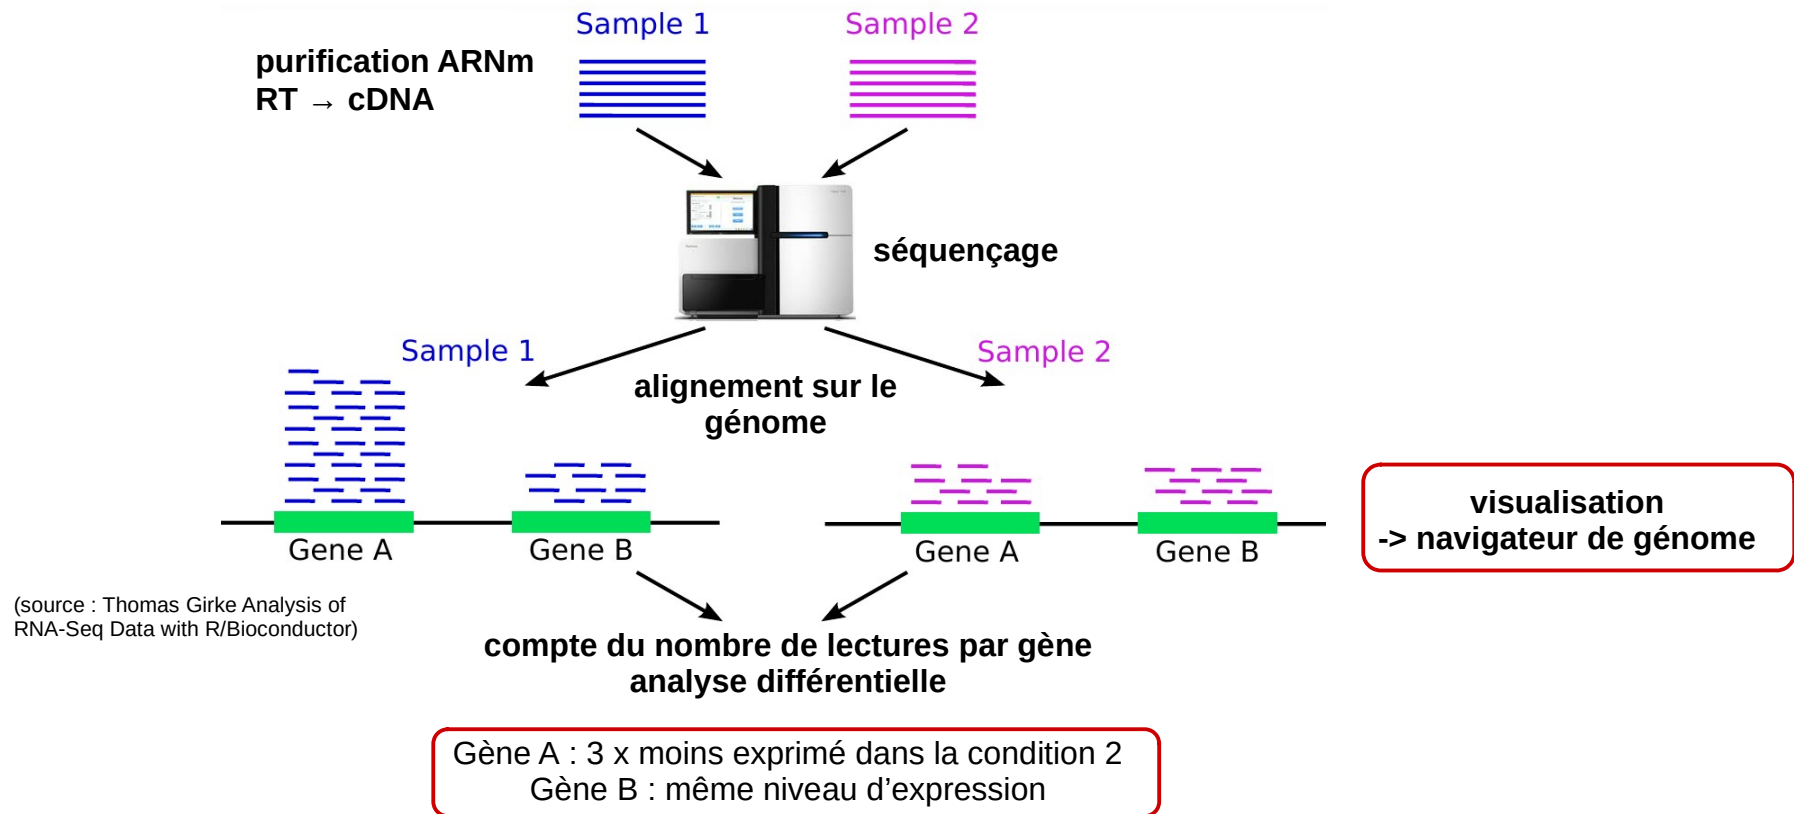 Sample 1
Sample 2
purification ARNm
RT → cDNA
séquençage
Sample 1
Sample 2
alignement sur le
génome
Gene A
Gene B
Gene A
Gene B
visualisation
-> navigateur de génome
(source : Thomas Girke Analysis of
RNA-Seq Data with R/Bioconductor)
compte du nombre de lectures par gène
analyse différentielle
Gène A : 3 x moins exprimé dans la condition 2
Gène B : même niveau d’expression